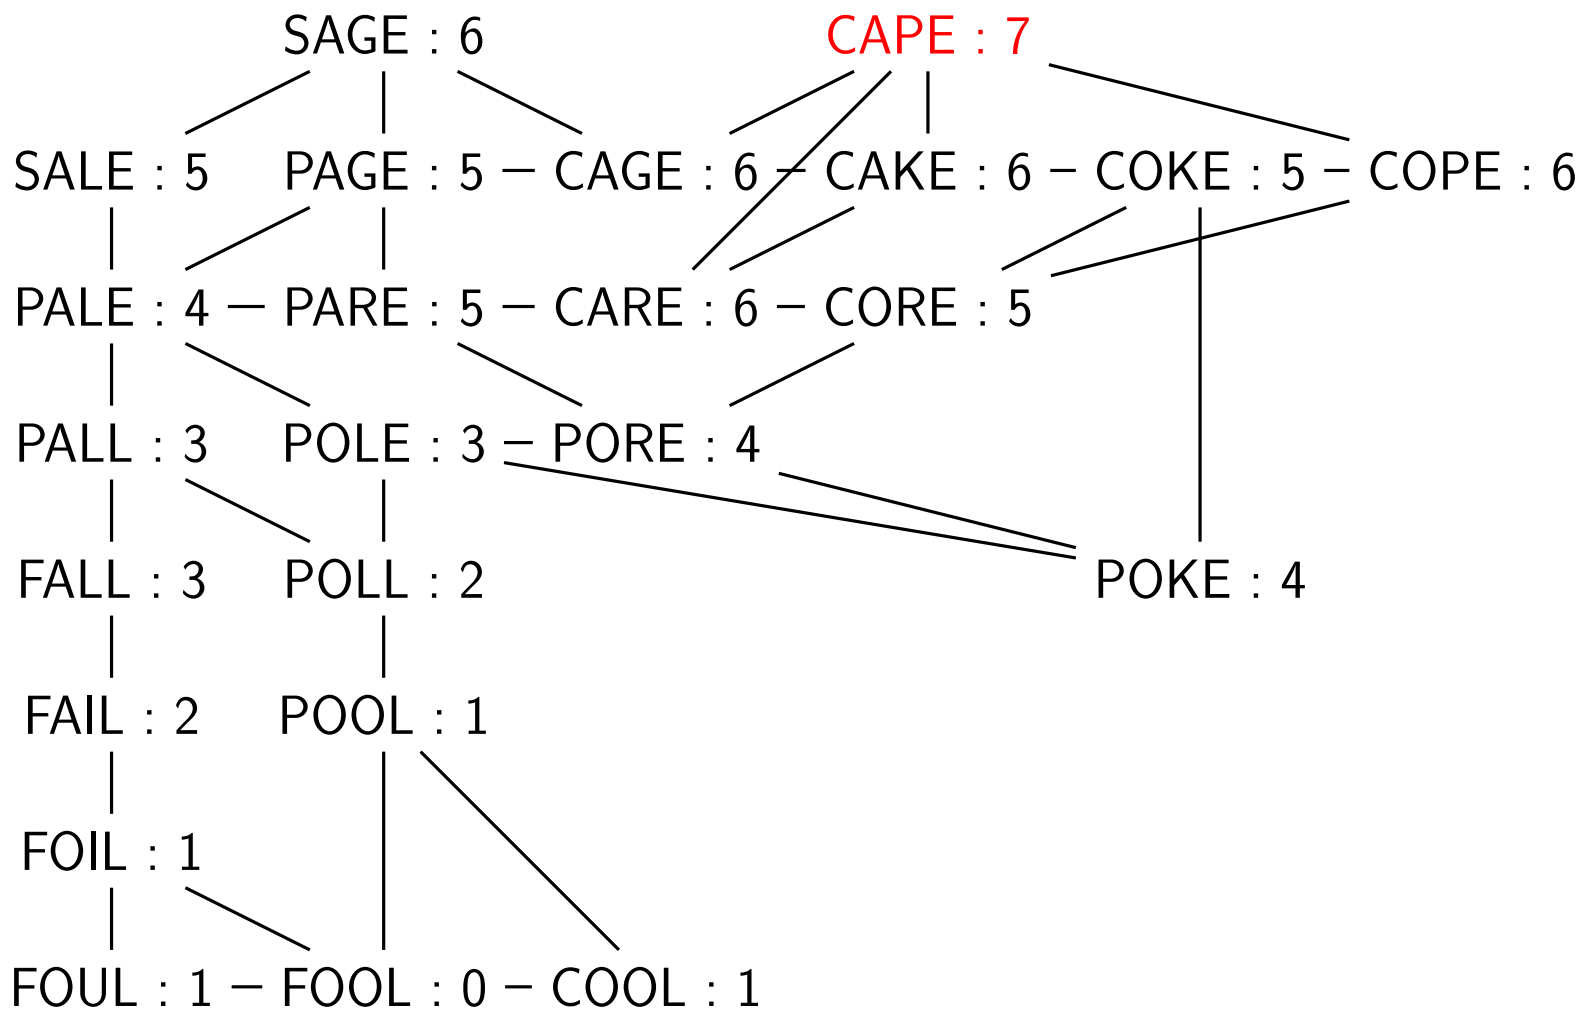 SAGE : 6 CAPE : 7
SALE : 5 PAGE : 5 CAGE : 6 CAKE : 6 COKE : 5 COPE : 6
PALE : 4 PARE : 5 CARE : 6 CORE : 5
PALL : 3 POLE : 3 PORE : 4
FALL : 3 POLL : 2 POKE : 4
FAIL : 2 POOL : 1
FOIL : 1
FOUL : 1 FOOL : 0 COOL : 1